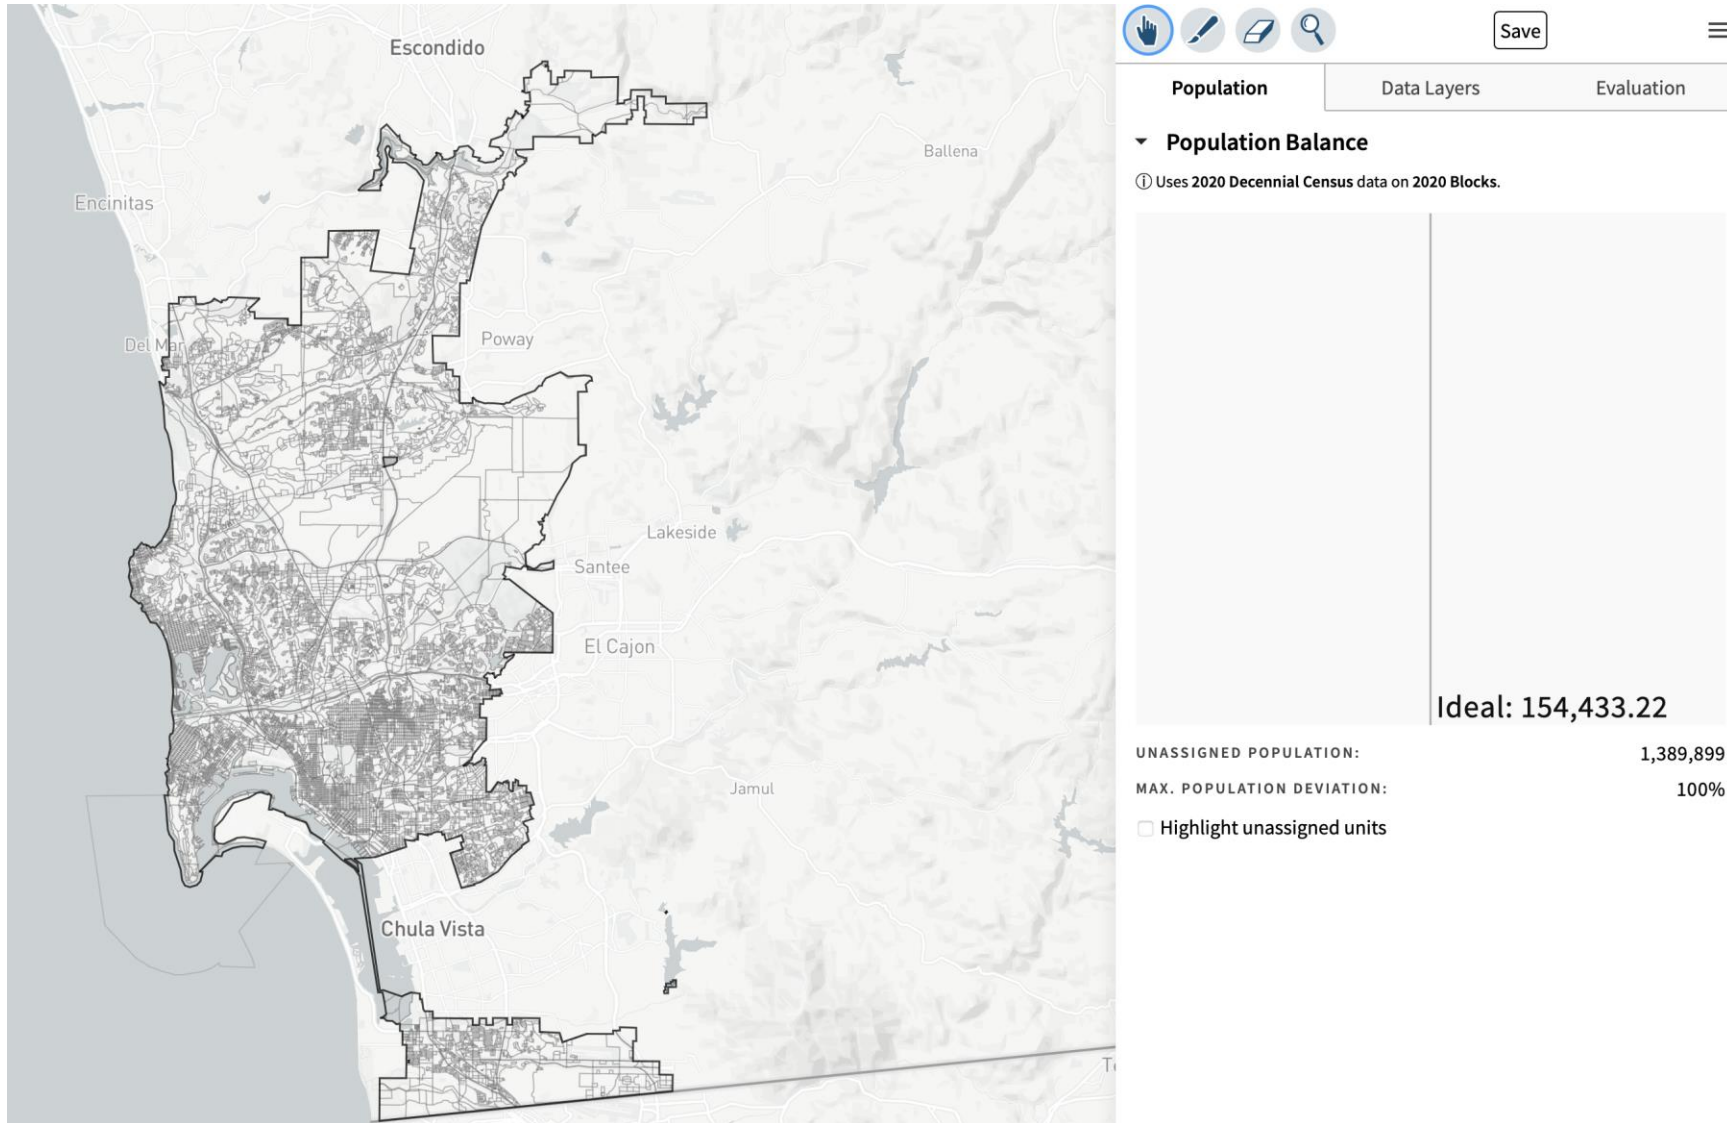 Escondido
Ballena
Encinitas
Poway
Del Mar
Lakeside
Santee
El Cajon
Jamul
Chula Vista
Save
Population
Data Layers
Evaluation
Population Balance
Uses 2020 Decennial Census data on 2020 Blocks.
Ideal: 154,433.22
UNASSIGNED POPULATION: 1,389,899
MAX. POPULATION DEVIATION: 100%
Highlight unassigned units